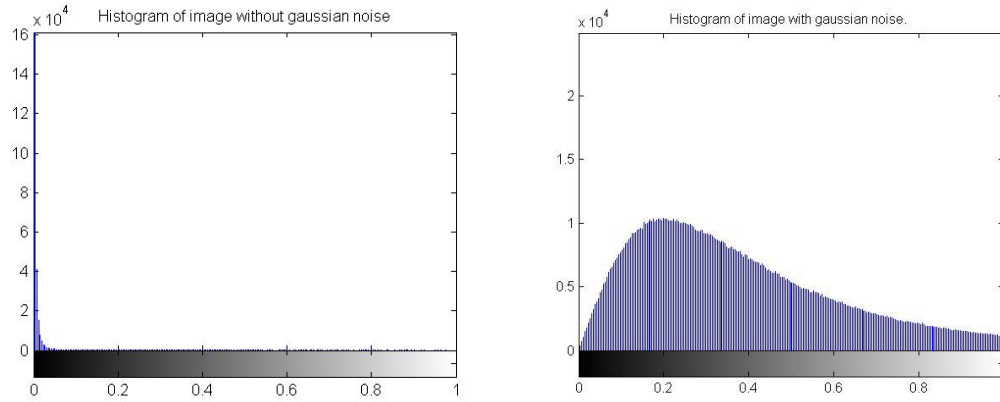 Histogram of image without gaussian noise
x 10^4
16
14
12
10
8
6
4
2
0
0 0.2 0.4 0.6 0.8 1
Histogram of image with gaussian noise.
x 10^4
2
1.5
1
0.5
0
0 0.2 0.4 0.6 0.8